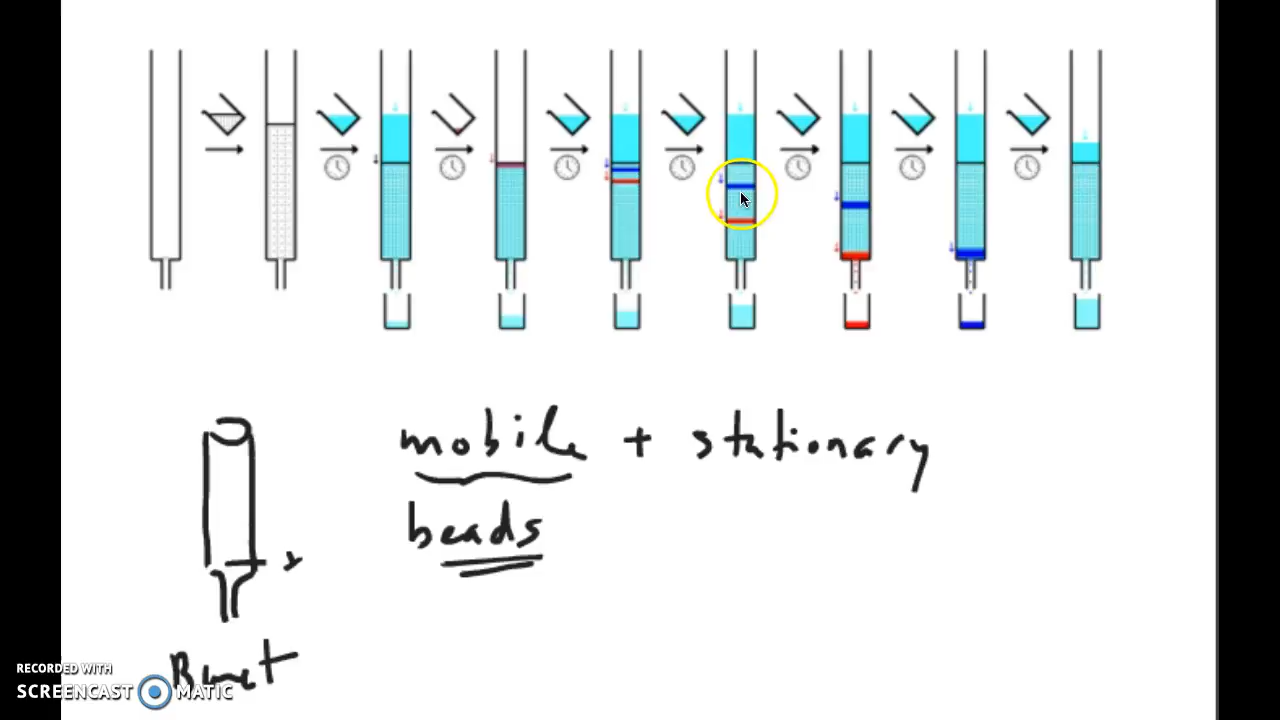 mobile + stationary
beads
Buret
RECORDED WITH
SCREENCAST MATIC